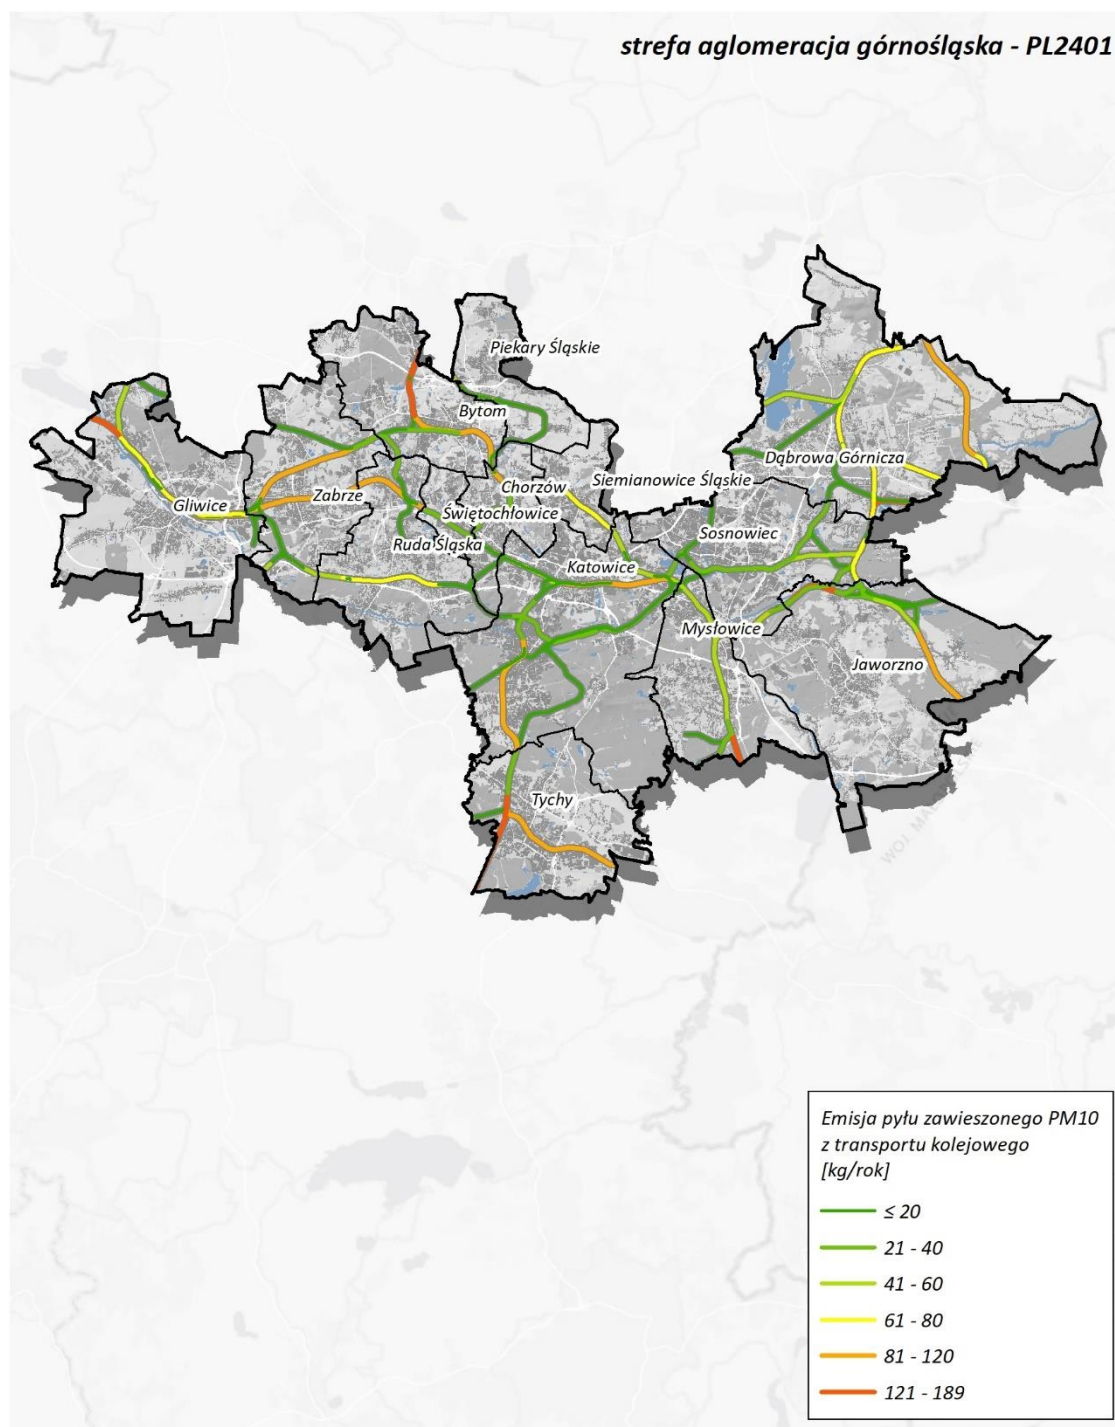 strefa aglomeracja górnośląska - PL2401
Piekary Śląskie
Bytom
Dąbrowa Górnicza
Siemianowice Śląskie
Chorzów
Zabrze
Gliwice
Świętochłowice
Sosnowiec
Ruda Śląska
Katowice
Mysłowice
Jaworzno
Tychy
Emisja pyłu zawieszonego PM10
z transportu kolejowego
[kg/rok]
≤ 20
21 - 40
41 - 60
61 - 80
81 - 120
121 - 189